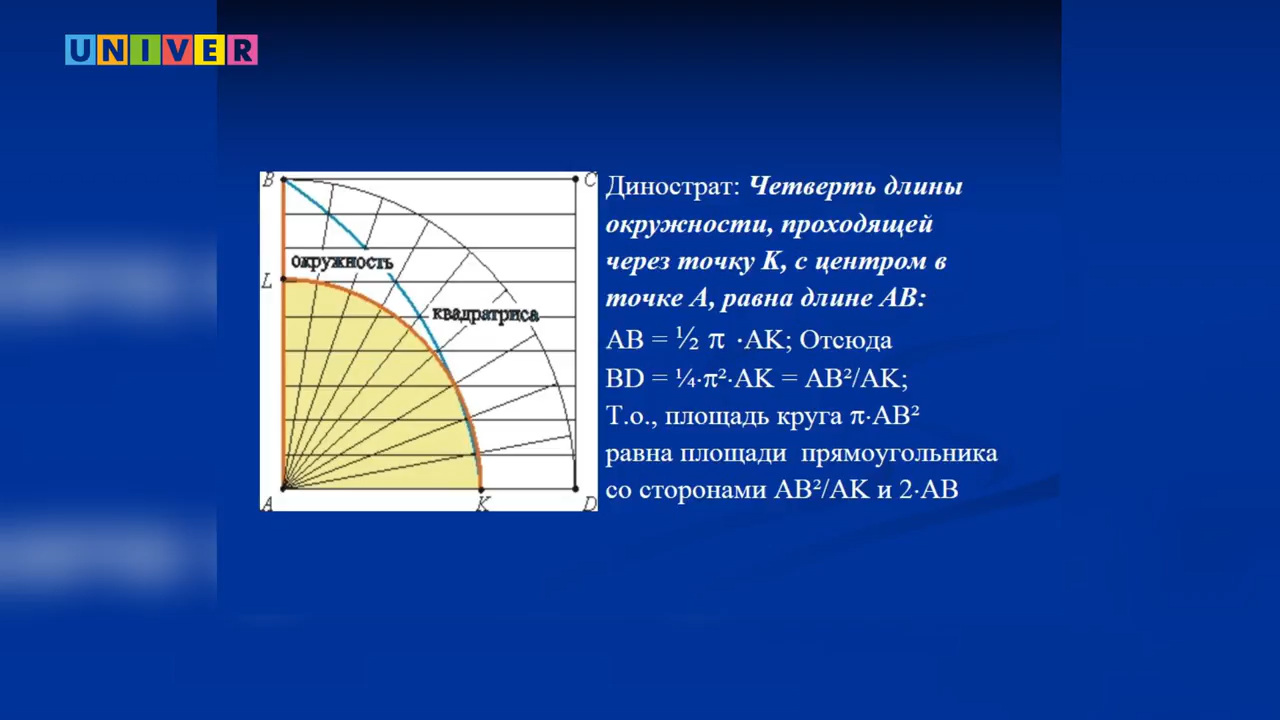 UNIVER
B
C
окружность
L
квадратриса
A
K
D
Динострат: Четверть длины
окружности, проходящей
через точку K, с центром в
точке A, равна длине AB:
AB = ½ π ·AK; Отсюда
BD = ¼·π²·AK = AB²/AK;
Т.о., площадь круга π·AB²
равна площади прямоугольника
со сторонами AB²/AK и 2·AB